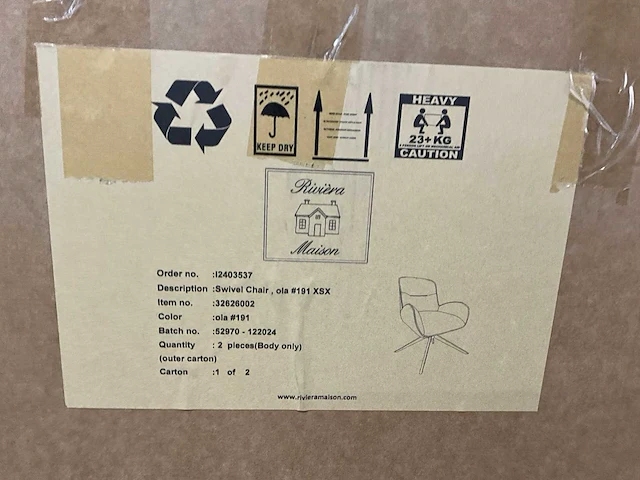 HEAVY
23+KG
CAUTION
KEEP DRY
Rivièra
Maison
Order no. :I2403537
Description :Swivel Chair , ola #191 XSX
Item no. :32626002
Color :ola #191
Batch no. :52970 - 122024
Quantity : 2 pieces(Body only)
(outer carton)
Carton :1 of 2
www.rivieramaison.com